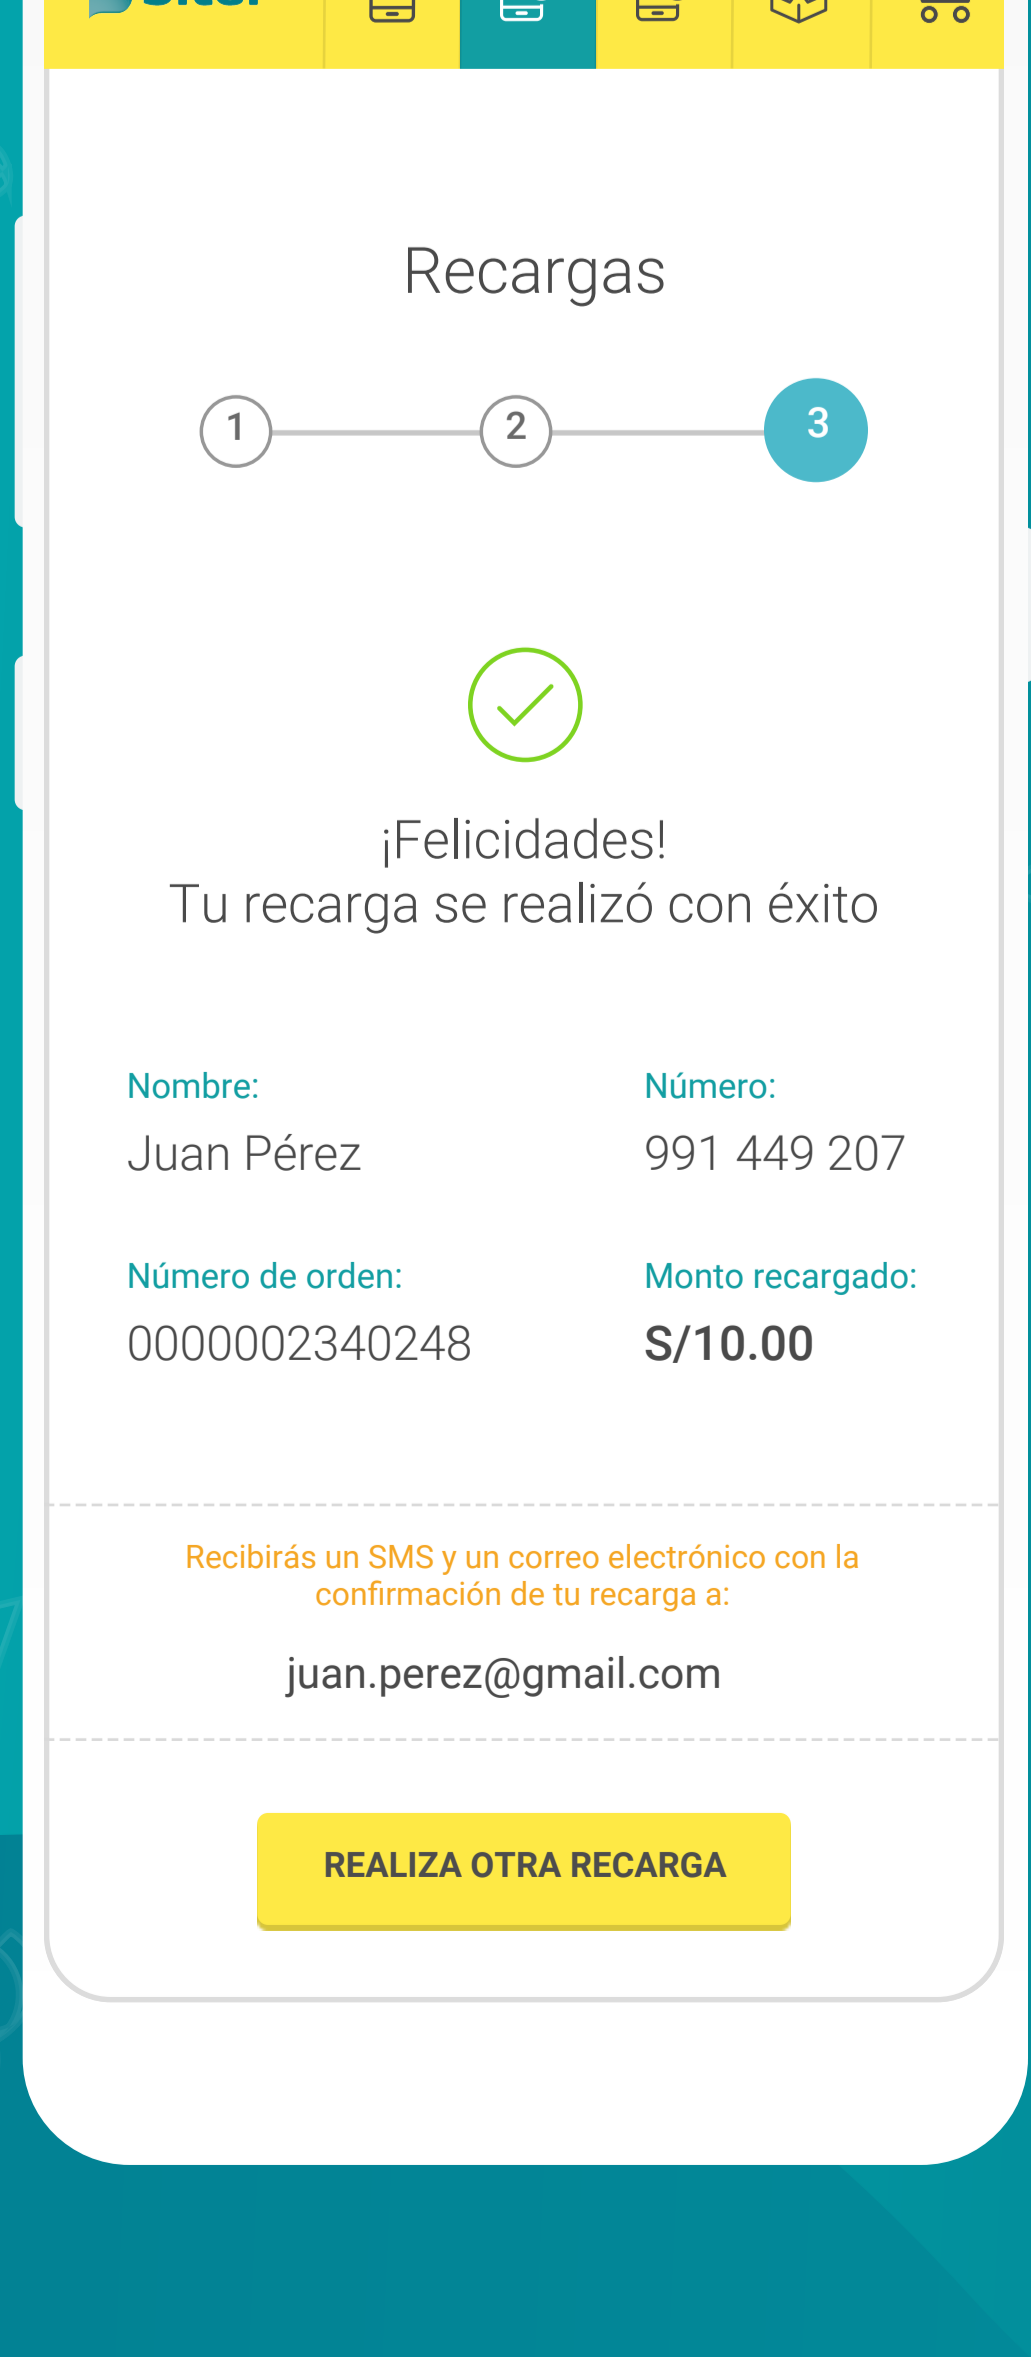 Recargas
1 2 3
¡Felicidades!
Tu recarga se realizó con éxito
Nombre: Número:
Juan Pérez 991 449 207
Número de orden: Monto recargado:
0000002340248 S/10.00
Recibirás un SMS y un correo electrónico con la
confirmación de tu recarga a:
juan.perez@gmail.com
REALIZA OTRA RECARGA